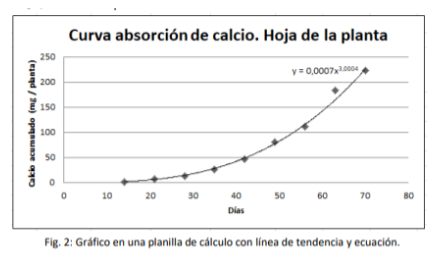 Curva absorción de calcio. Hoja de la planta
y = 0,0007x^3,0004
Calcio acumulado (mg / planta)
250
200
150
100
50
0
0 10 20 30 40 50 60 70 80
Días
Fig. 2: Gráfico en una planilla de cálculo con línea de tendencia y ecuación.